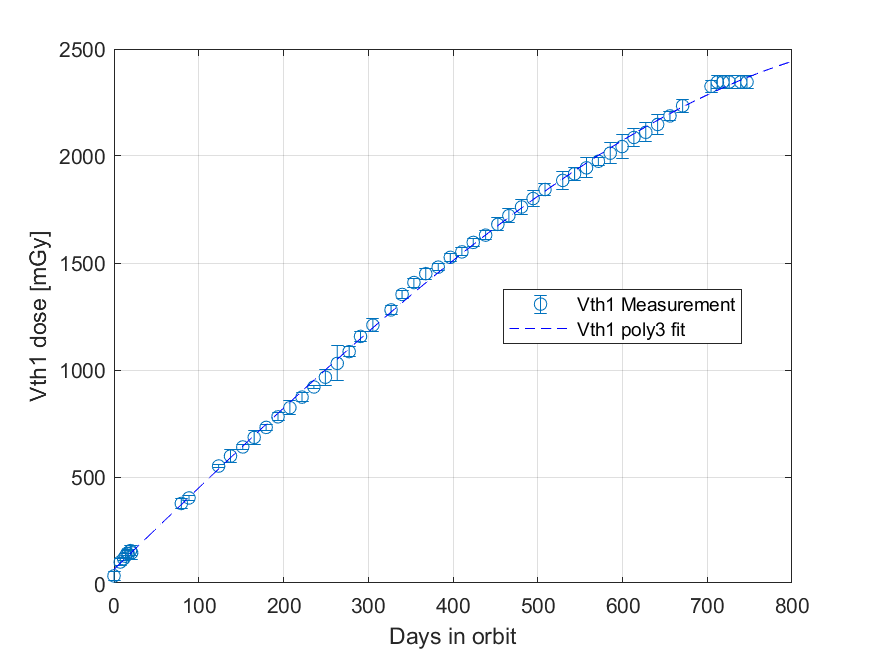 2500
2000
1500
1000
500
0
Vth1 dose [mGy]
Vth1 Measurement
Vth1 poly3 fit
0 100 200 300 400 500 600 700 800
Days in orbit